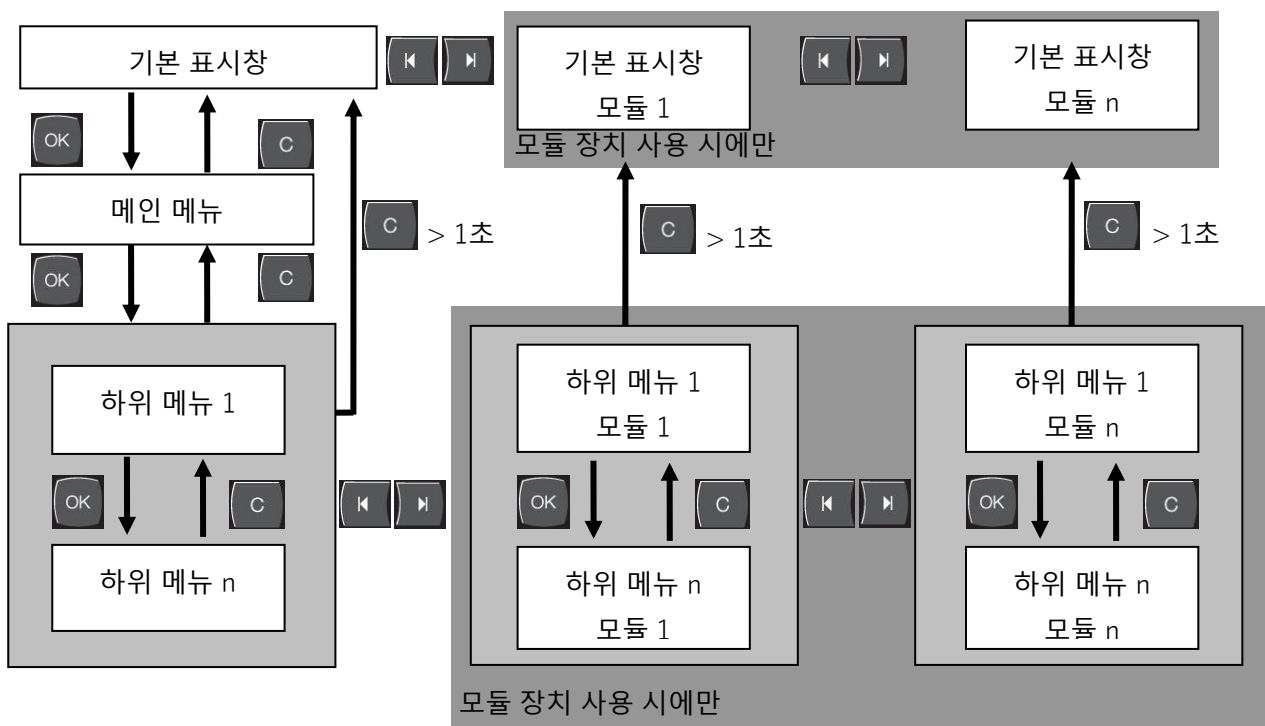 기본 표시창
기본 표시창
모듈 1
기본 표시창
모듈 n
모듈 장치 사용 시에만
OK
C
메인 메뉴
C
> 1초
C
> 1초
C
> 1초
OK
C
하위 메뉴 1
하위 메뉴 1
모듈 1
하위 메뉴 1
모듈 n
OK
C
OK
C
OK
C
하위 메뉴 n
하위 메뉴 n
모듈 1
하위 메뉴 n
모듈 n
모듈 장치 사용 시에만